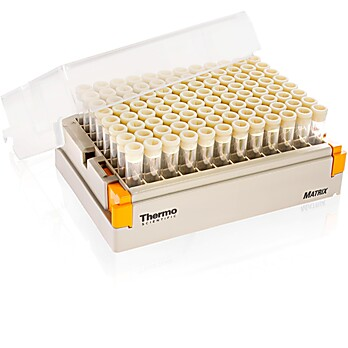 Thermo
SCIENTIFIC
MATRIX